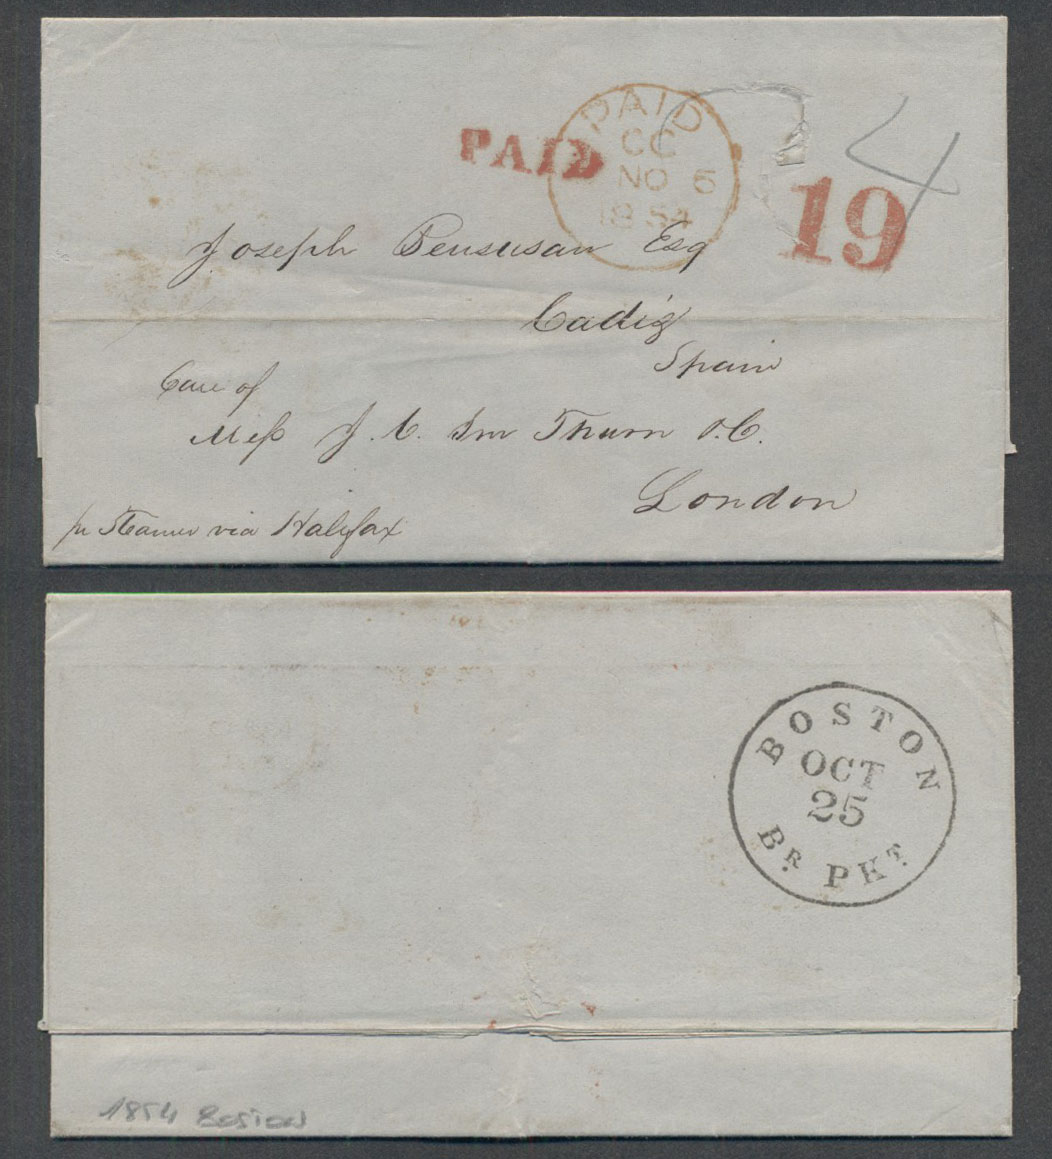 PAID
PAID
CC
NO 5
1854
19
4
Joseph Bensusan Esq
Cadiz
Spain
Care of
Mess J. C. Im Thurn &. C.
London
pr Steamer via Halifax
BOSTON
OCT
25
BR. PKT.
1854 Boston